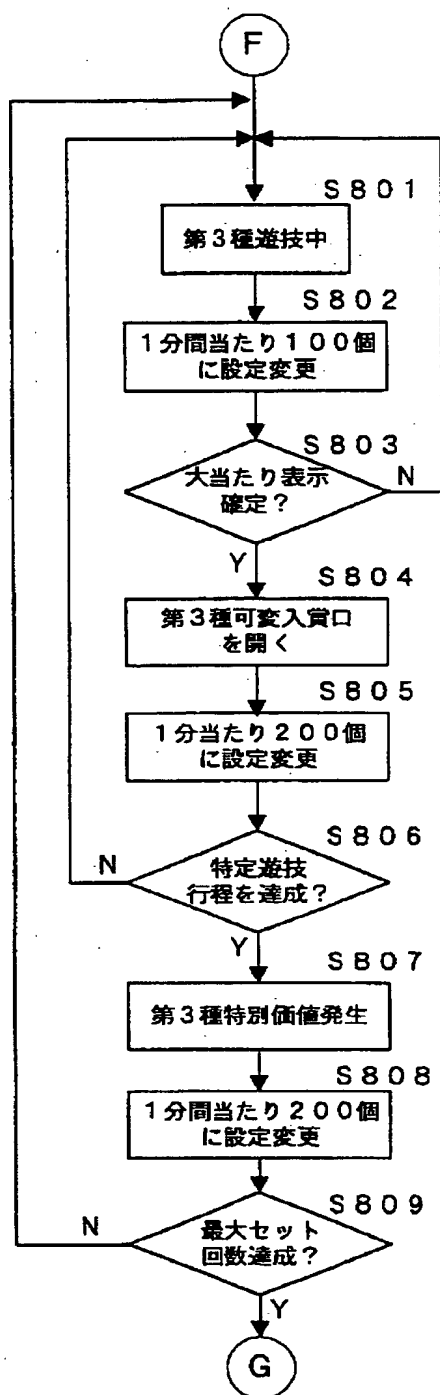 F
S801
第3種遊技中
S802
1分間当たり100個
に設定変更
S803
大当たり表示
確定?
N
Y
S804
第3種可変入賞口
を開く
S805
1分当たり200個
に設定変更
S806
特定遊技
行程を達成?
N
Y
S807
第3種特別価値発生
S808
1分間当たり200個
に設定変更
S809
最大セット
回数達成?
N
Y
G